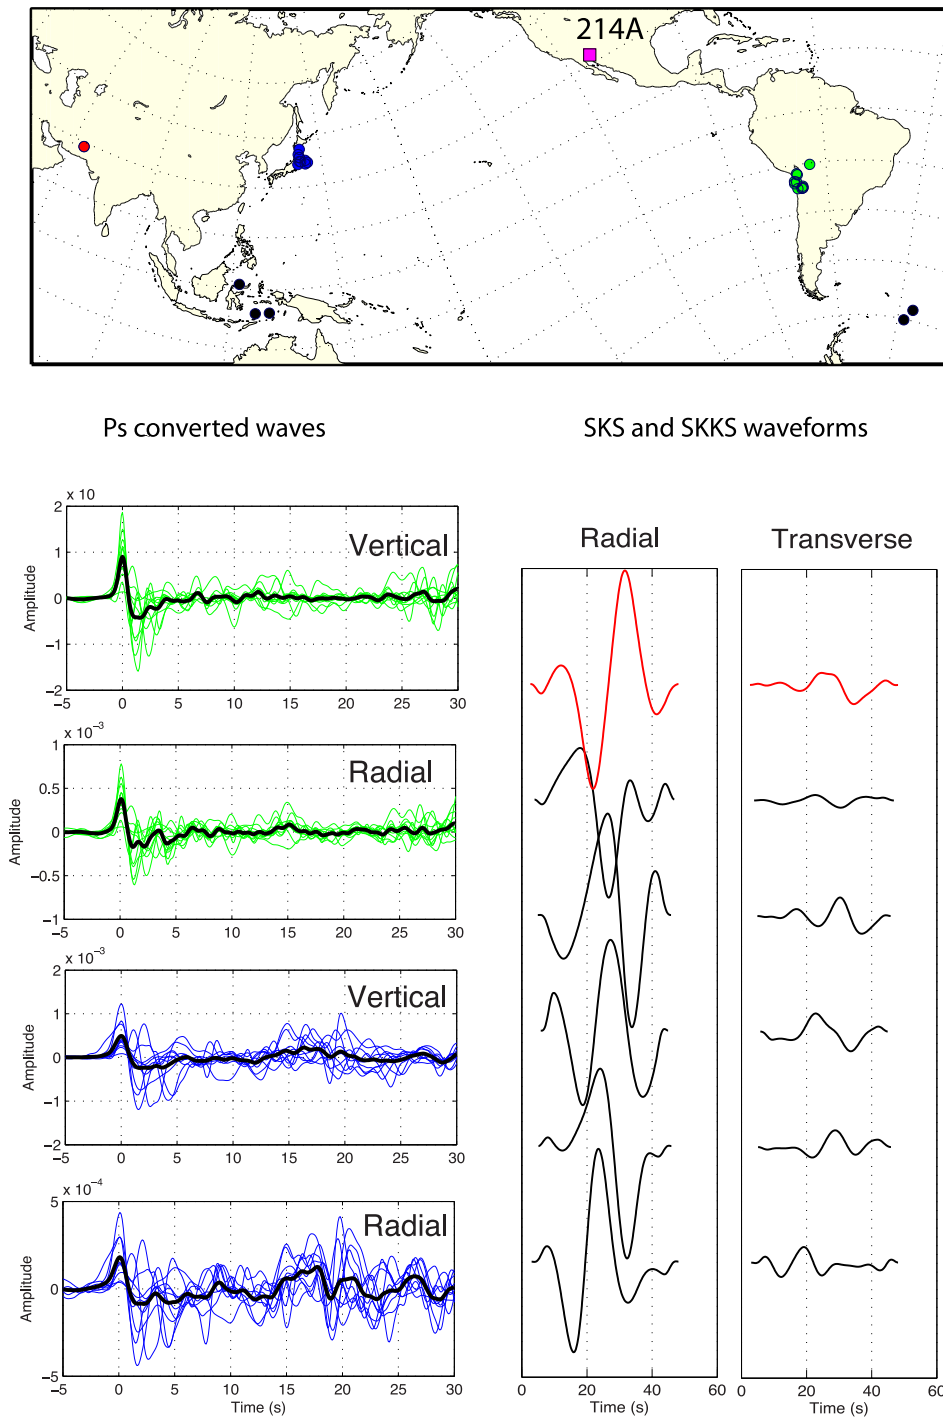 214A
Ps converted waves
SKS and SKKS waveforms
x 10
2
1
0
−1
−2
Amplitude
Vertical
−5 0 5 10 15 20 25 30
x 10⁻³
1
0.5
0
−0.5
−1
Amplitude
Radial
−5 0 5 10 15 20 25 30
x 10⁻³
2
1
0
−1
−2
Amplitude
Vertical
−5 0 5 10 15 20 25 30
x 10⁻⁴
5
0
−5
Amplitude
Radial
−5 0 5 10 15 20 25 30
Time (s)
Radial
0 20 40 60
Time (s)
Transverse
0 20 40 60
Time (s)